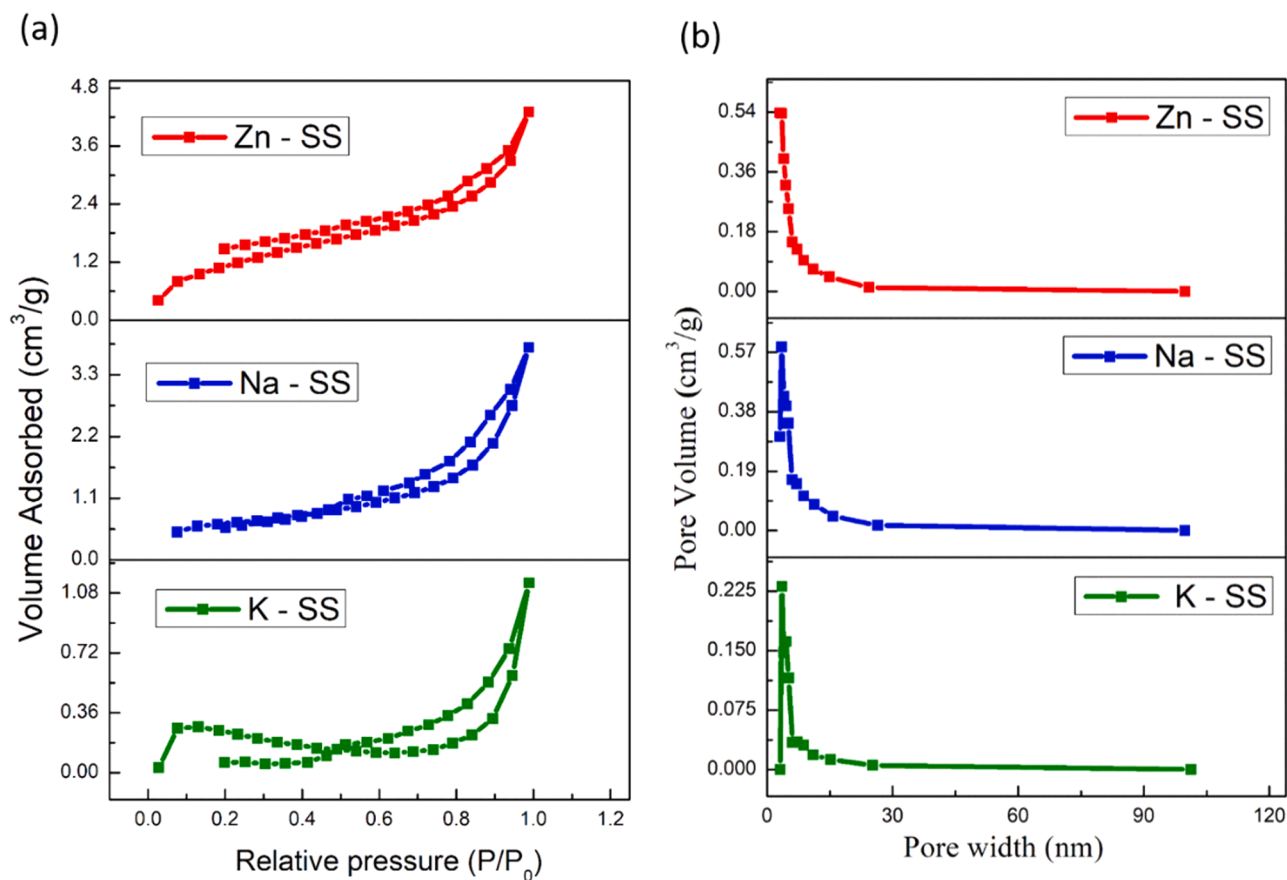 (a)
(b)
4.8
3.6
2.4
1.2
0.0
Zn - SS
3.3
2.2
1.1
0.0
Na - SS
1.08
0.72
0.36
0.00
K - SS
0.0 0.2 0.4 0.6 0.8 1.0 1.2
Relative pressure (P/P₀)
Volume Adsorbed (cm³/g)
0.54
0.36
0.18
0.00
Zn - SS
0.57
0.38
0.19
0.00
Na - SS
0.225
0.150
0.075
0.000
K - SS
0 30 60 90 120
Pore width (nm)
Pore Volume (cm³/g)